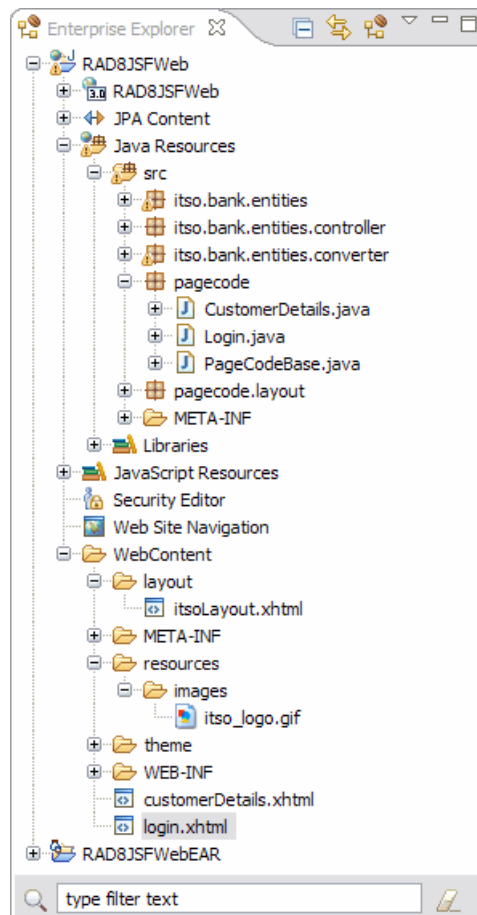 Enterprise Explorer
RAD8JSFWeb
3.0 RAD8JSFWeb
JPA Content
Java Resources
src
itso.bank.entities
itso.bank.entities.controller
itso.bank.entities.converter
pagecode
J CustomerDetails.java
J Login.java
J PageCodeBase.java
pagecode.layout
META-INF
Libraries
JavaScript Resources
Security Editor
Web Site Navigation
WebContent
layout
itsoLayout.xhtml
META-INF
resources
images
itso_logo.gif
theme
WEB-INF
customerDetails.xhtml
login.xhtml
RAD8JSFWebEAR
type filter text